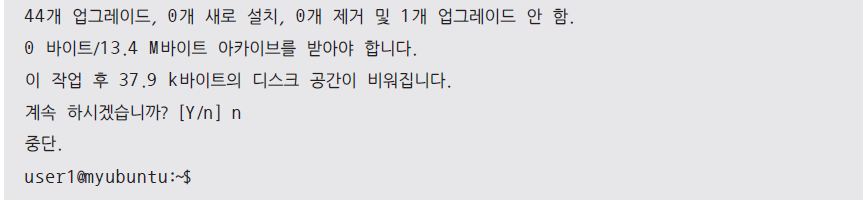 44개 업그레이드, 0개 새로 설치, 0개 제거 및 1개 업그레이드 안 함.
0 바이트/13.4 M바이트 아카이브를 받아야 합니다.
이 작업 후 37.9 k바이트의 디스크 공간이 비워집니다.
계속 하시겠습니까? [Y/n] n
중단.
user1@myubuntu:~$